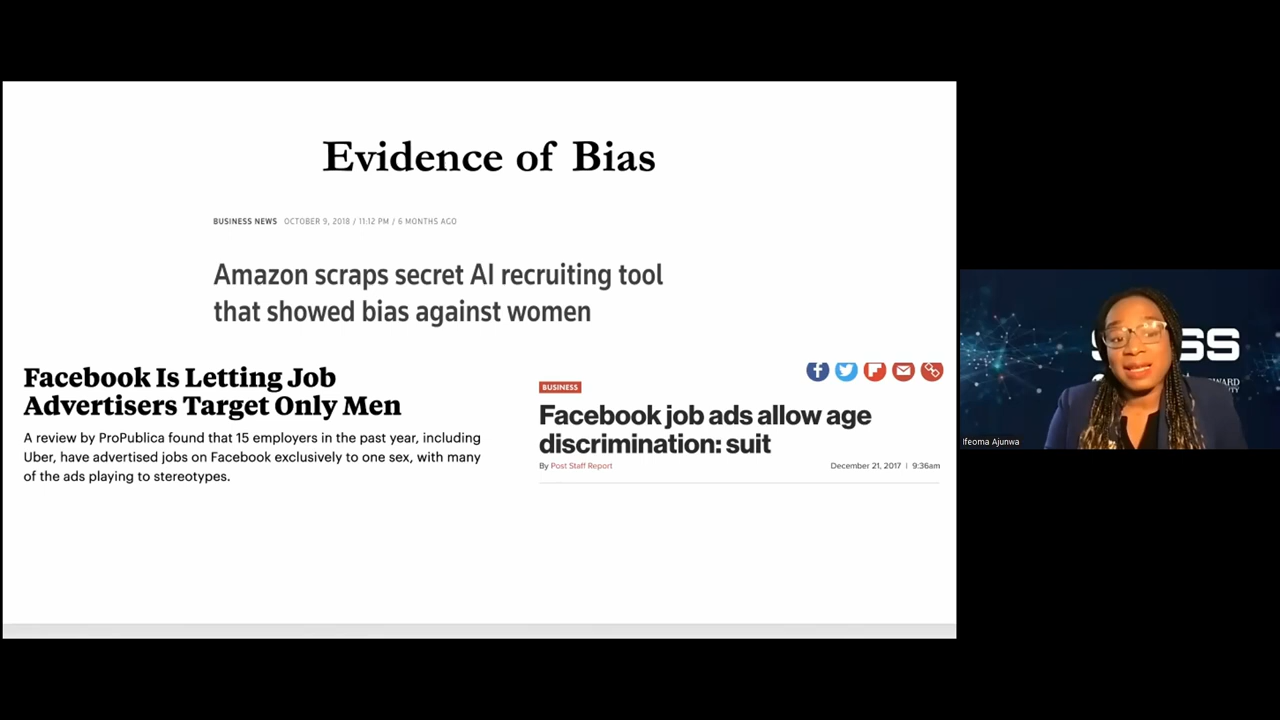 Evidence of Bias
BUSINESS NEWS OCTOBER 9, 2018 / 11:12 PM / 6 MONTHS AGO
Amazon scraps secret AI recruiting tool
that showed bias against women
Facebook Is Letting Job
Advertisers Target Only Men
A review by ProPublica found that 15 employers in the past year, including
Uber, have advertised jobs on Facebook exclusively to one sex, with many
of the ads playing to stereotypes.
BUSINESS
Facebook job ads allow age
discrimination: suit
By Post Staff Report December 21, 2017 | 9:36am
Ifeoma Ajunwa